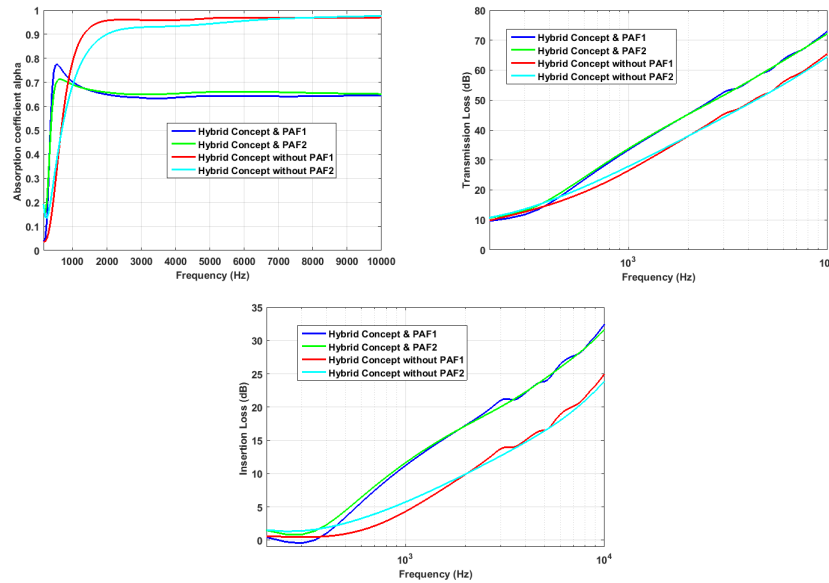 1
0.9
0.8
0.7
0.6
0.5
0.4
0.3
0.2
0.1
0
Absorption coefficient alpha
Hybrid Concept & PAF1
Hybrid Concept & PAF2
Hybrid Concept without PAF1
Hybrid Concept without PAF2
1000 2000 3000 4000 5000 6000 7000 8000 9000 10000
Frequency (Hz)
80
70
60
50
40
30
20
10
0
Transmission Loss (dB)
Hybrid Concept & PAF1
Hybrid Concept & PAF2
Hybrid Concept without PAF1
Hybrid Concept without PAF2
10³ 10
Frequency (Hz)
35
30
25
20
15
10
5
0
Insertion Loss (dB)
Hybrid Concept & PAF1
Hybrid Concept & PAF2
Hybrid Concept without PAF1
Hybrid Concept without PAF2
10³ 10⁴
Frequency (Hz)